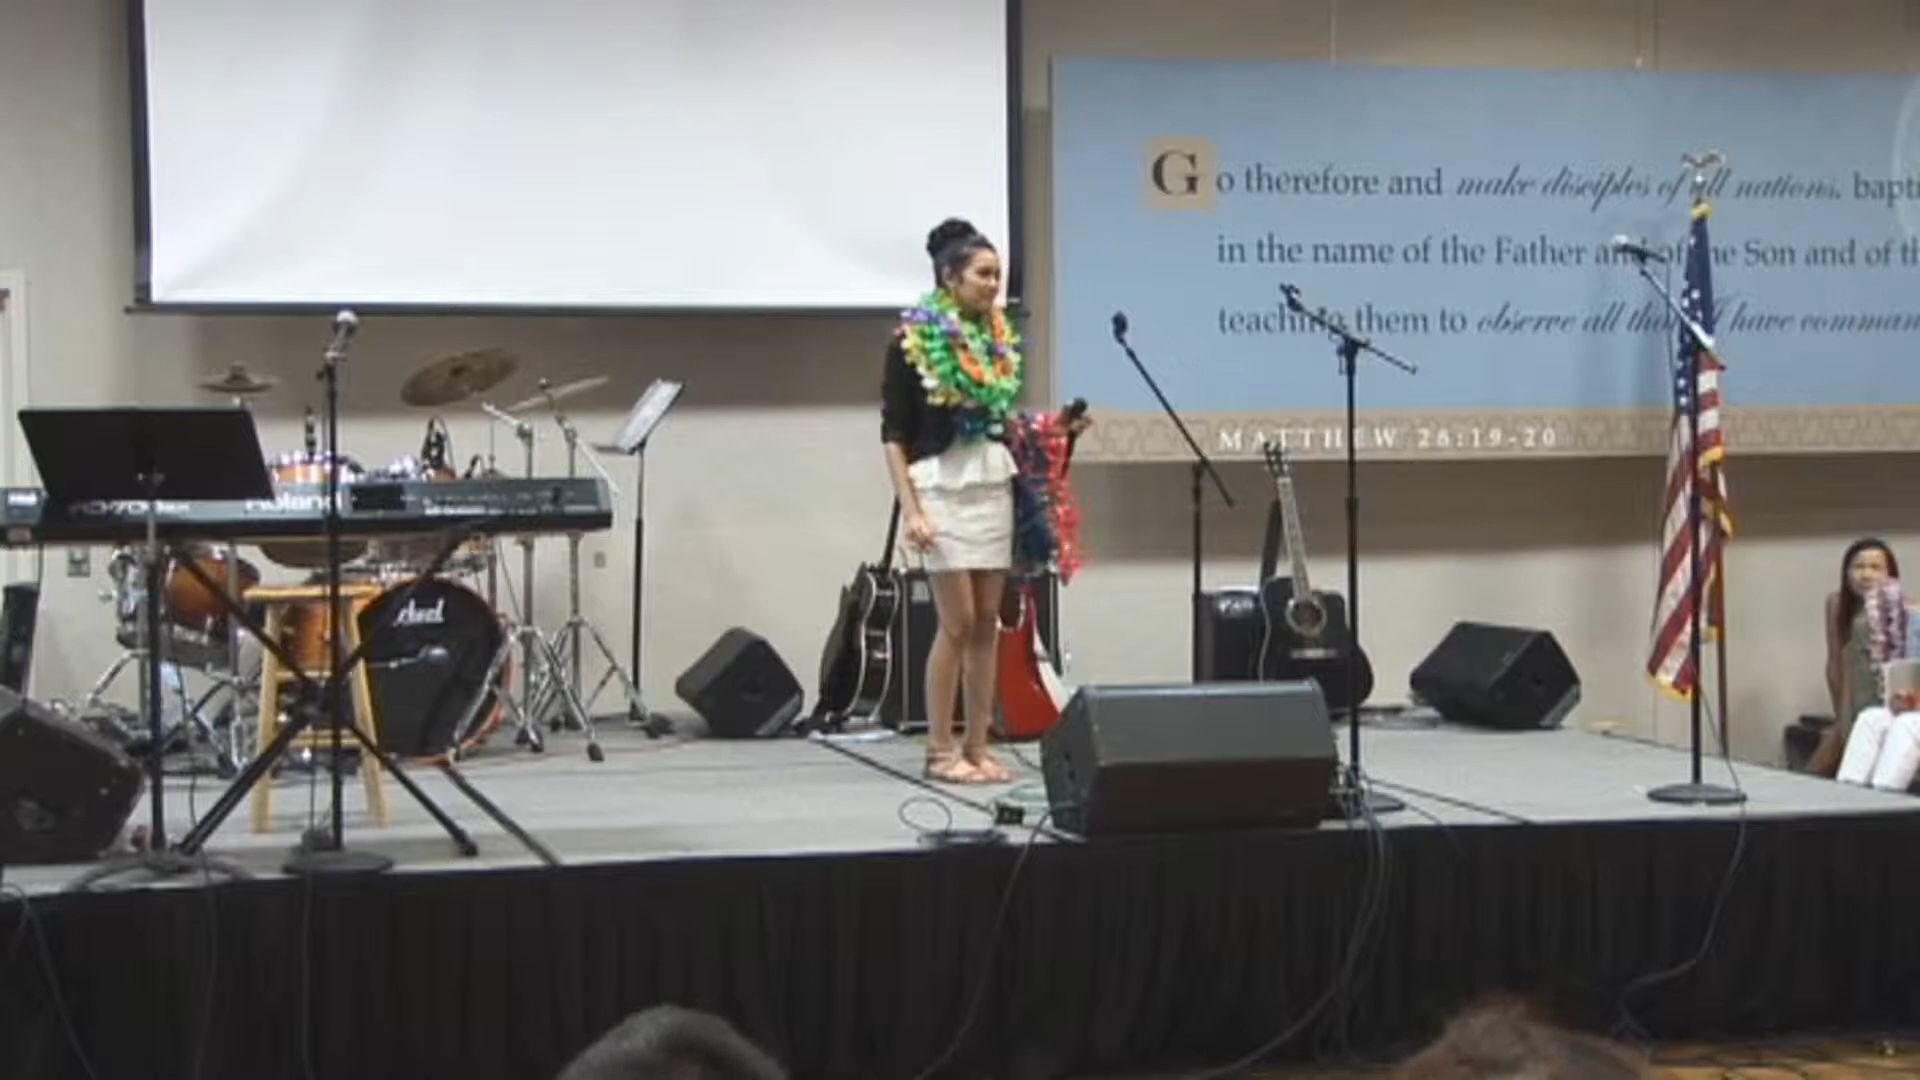 Go therefore and make disciples of all nations, bapti
in the name of the Father and of the Son and of th
teaching them to observe all that I have comman
MATTHEW 28:19-20
Roland
Pearl